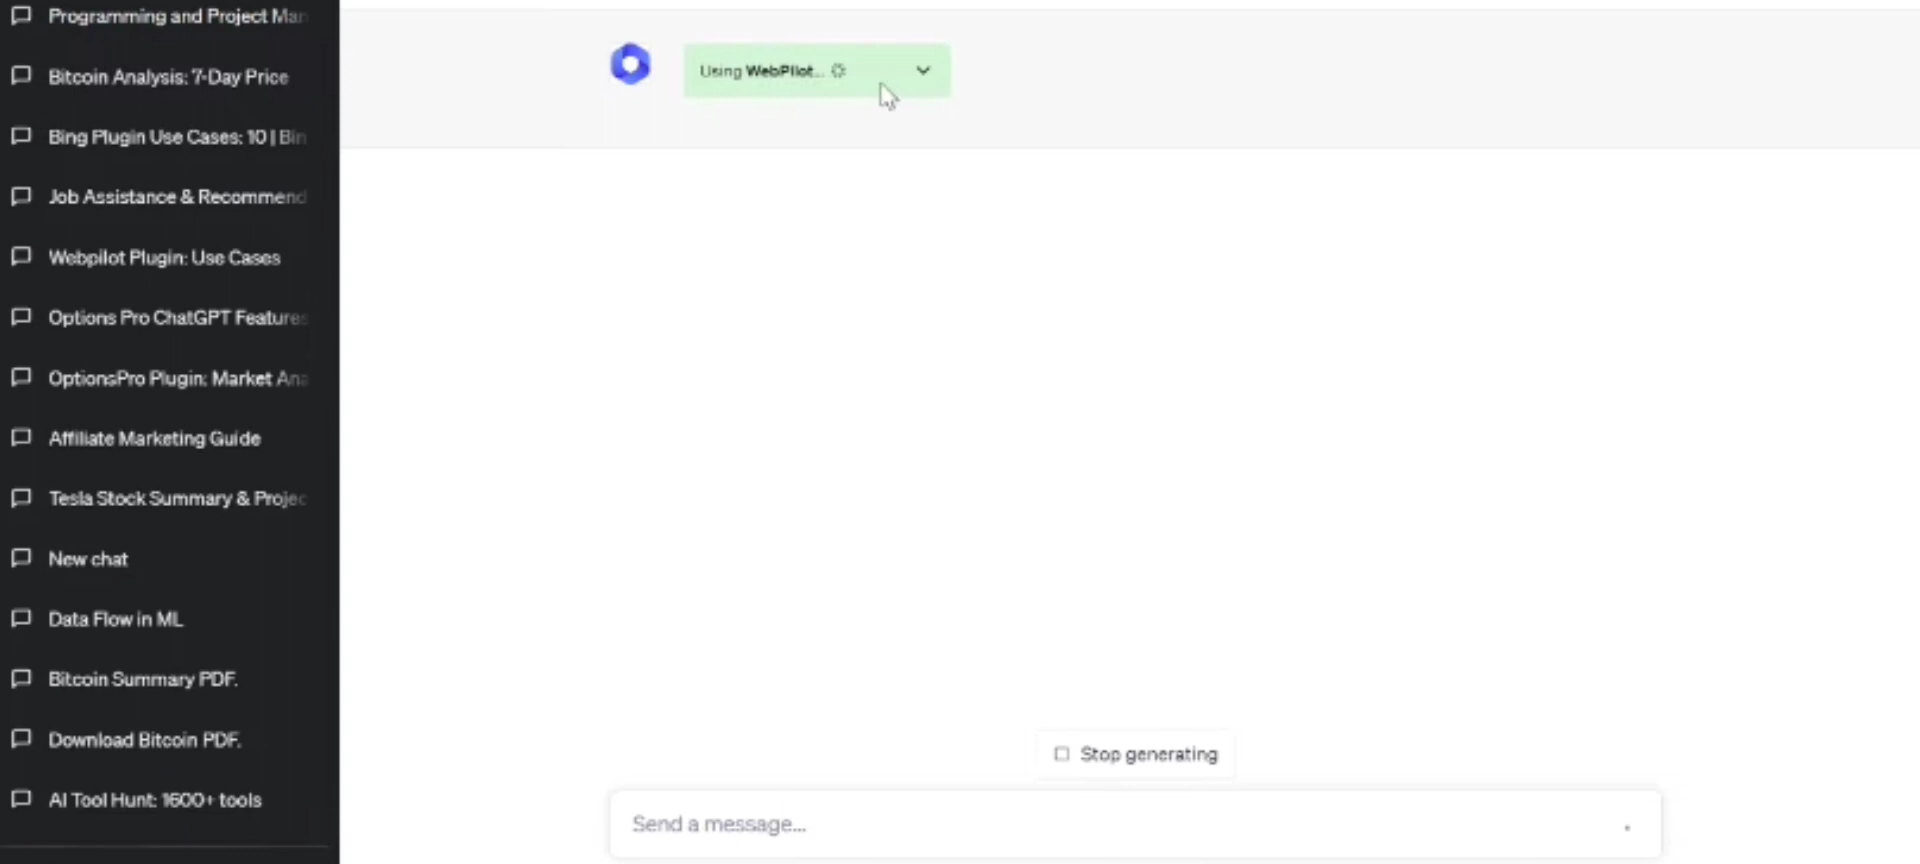 Programming and Project Man
Bitcoin Analysis: 7-Day Price
Bing Plugin Use Cases: 10 | Bin
Job Assistance & Recommend
Webpilot Plugin: Use Cases
Options Pro ChatGPT Features
OptionsPro Plugin: Market Ana
Affiliate Marketing Guide
Tesla Stock Summary & Projec
New chat
Data Flow in ML
Bitcoin Summary PDF.
Download Bitcoin PDF.
AI Tool Hunt: 1600+ tools
Using WebPilot...
Stop generating
Send a message...